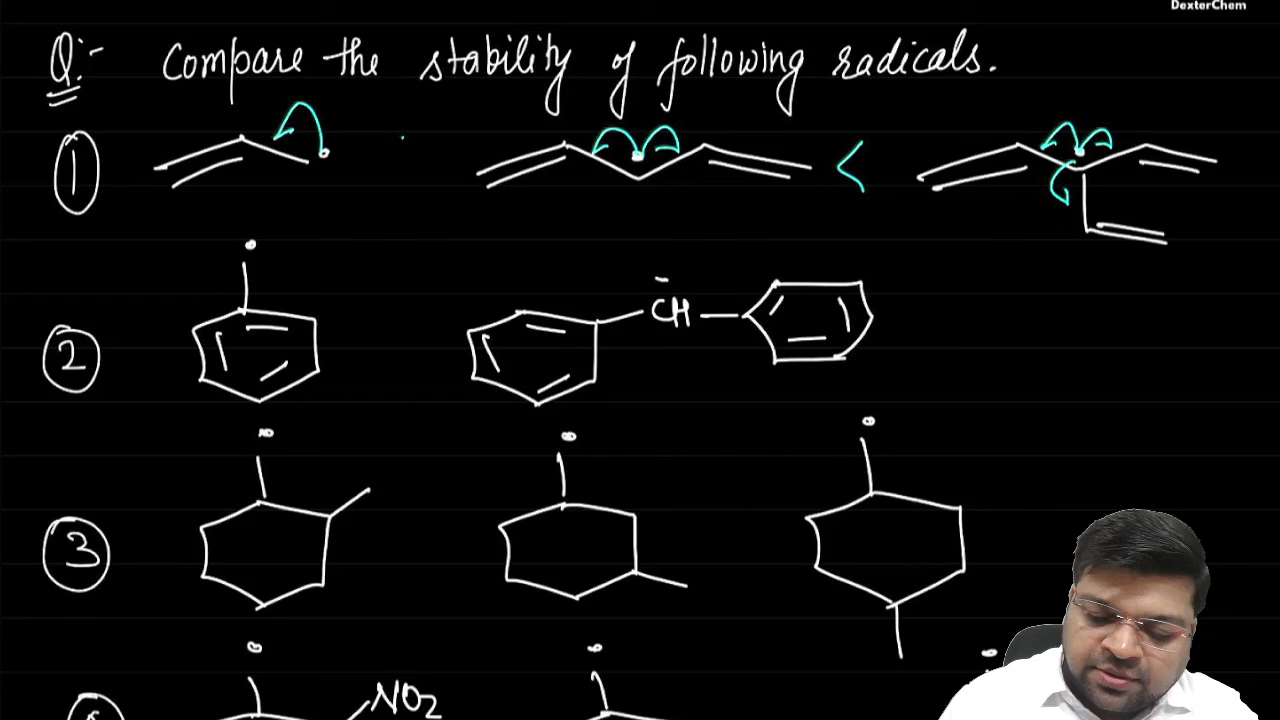 DexterChem
Q:- Compare the stability of following radicals.
1 <
2 CH
3
NO2